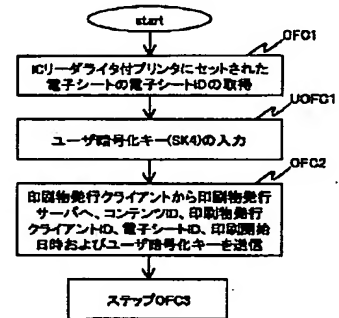 start
OFC1
ICリーダライタ付プリンタにセットされた
電子シートの電子シートIDの取得
UOFC1
ユーザ暗号化キー(SK4)の入力
OFC2
印刷物発行クライアントから印刷物発行
サーバへ、コンテンツID、印刷物発行
クライアントID、電子シートID、印刷開始
日時およびユーザ暗号化キーを送信
ステップOFC3